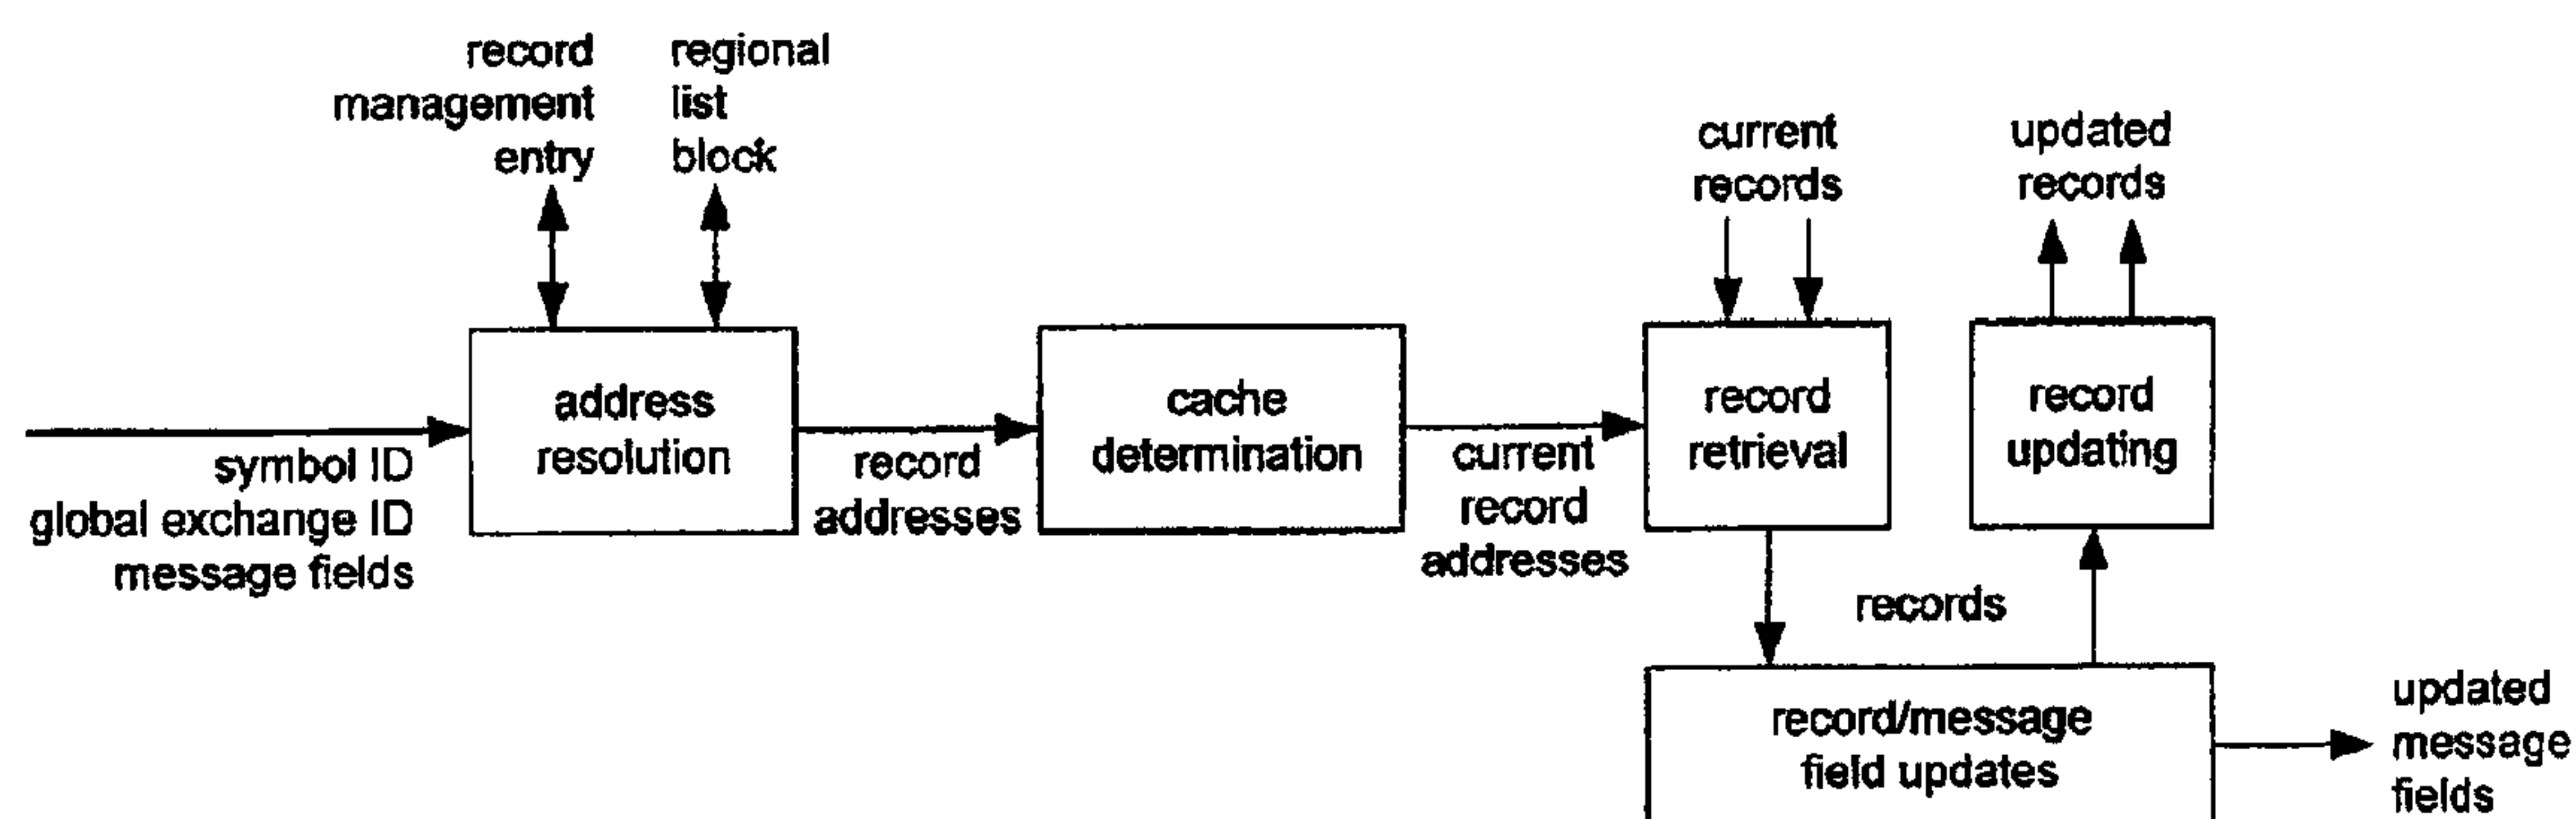 record
management
entry
regional
list
block
current
records
updated
records
symbol ID
global exchange ID
message fields
address
resolution
record
addresses
cache
determination
current
record
addresses
record
retrieval
record
updating
records
record/message
field updates
updated
message
fields